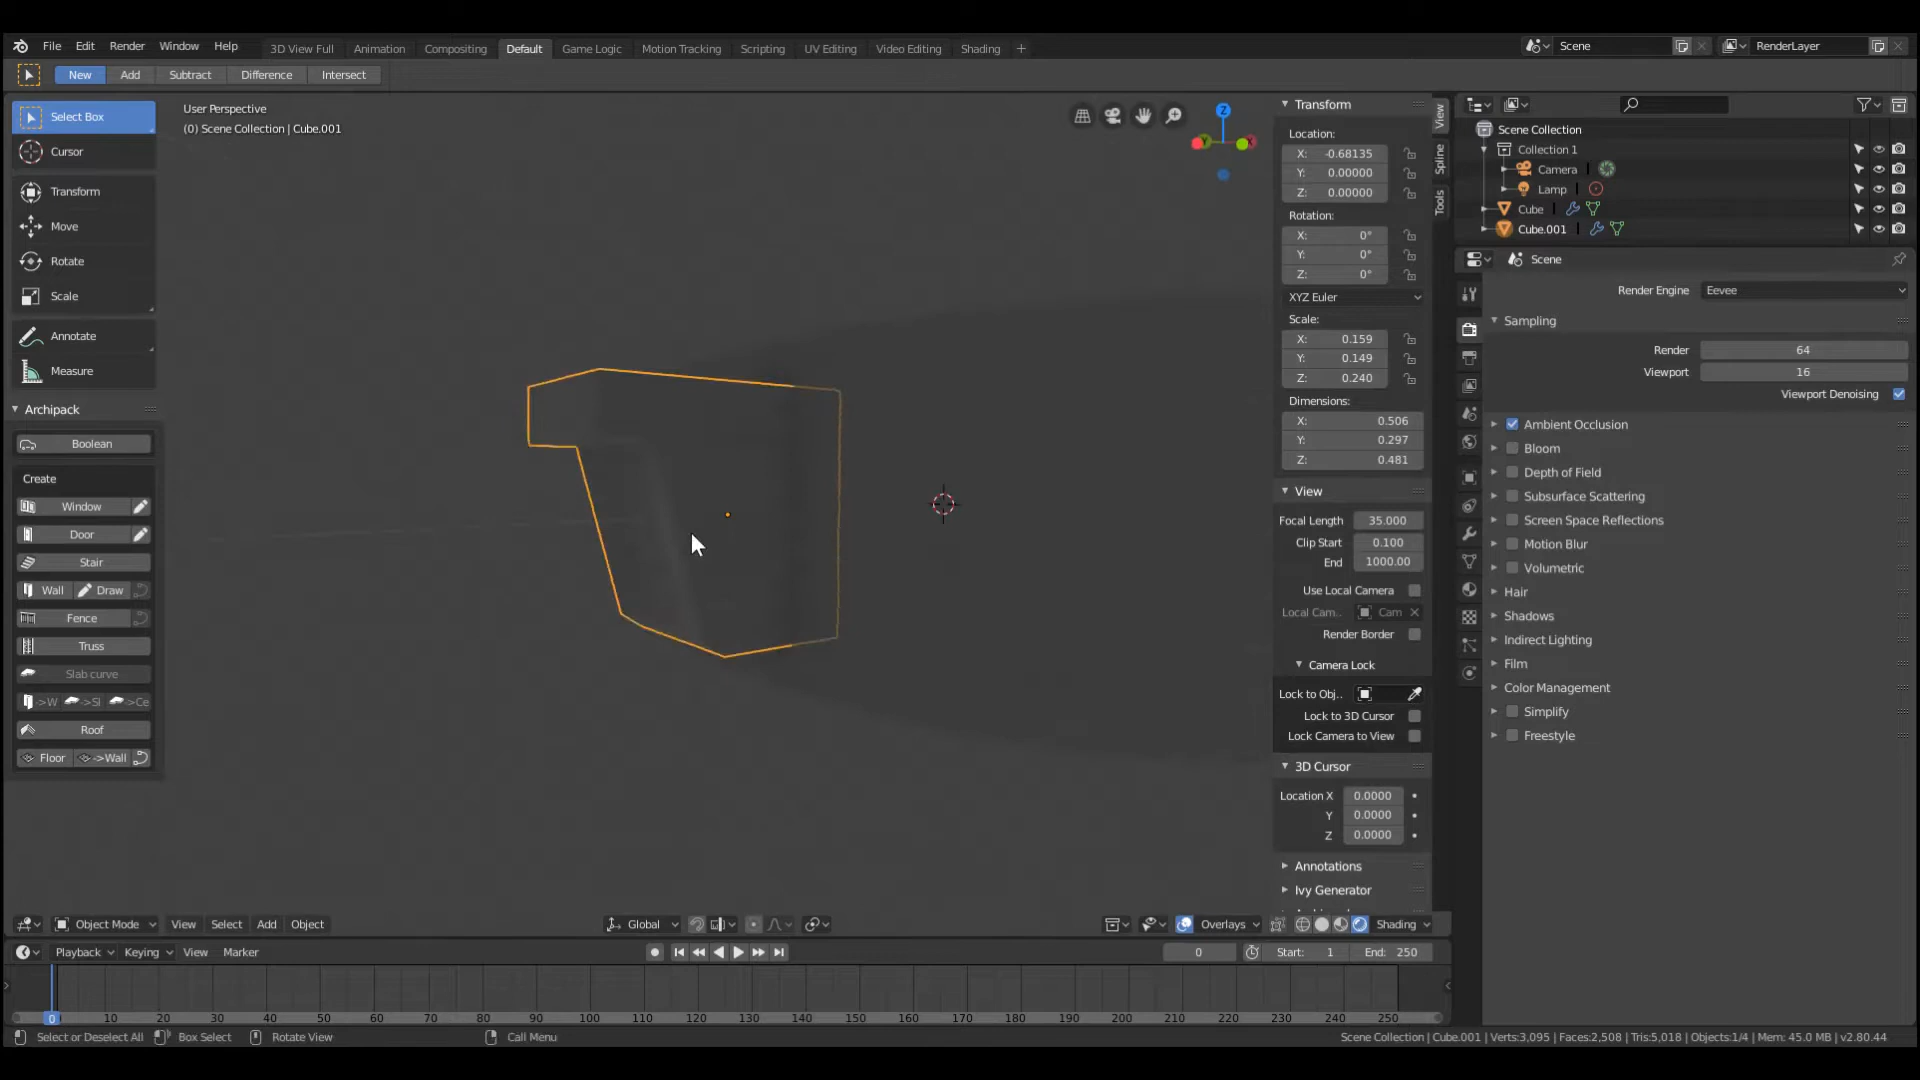 File Edit Render Window Help 3D View Full Animation Compositing Default Game Logic Motion Tracking Scripting UV Editing Video Editing Shading + Scene RenderLayer
New Add Subtract Difference Intersect
Select Box
Cursor
Transform
Move
Rotate
Scale
Annotate
Measure
Archipack
Boolean
Create
Window
Door
Stair
Wall Draw
Fence
Truss
Slab curve
->W ->Sl ->Ce
Roof
Floor ->Wall
User Perspective
(0) Scene Collection | Cube.001
Z
Transform
Location:
X: -0.68135
Y: 0.00000
Z: 0.00000
Rotation:
X: 0°
Y: 0°
Z: 0°
XYZ Euler
Scale:
X: 0.159
Y: 0.149
Z: 0.240
Dimensions:
X: 0.506
Y: 0.297
Z: 0.481
View
Focal Length 35.000
Clip Start 0.100
End 1000.00
Use Local Camera
Local Cam.. Cam
Render Border
Camera Lock
Lock to Obj..
Lock to 3D Cursor
Lock Camera to View
3D Cursor
Location X 0.0000
Y 0.0000
Z 0.0000
Annotations
Ivy Generator
View
Spline
Tools
Scene Collection
Collection 1
Camera
Lamp
Cube
Cube.001
Scene
Render Engine Eevee
Sampling
Render 64
Viewport 16
Viewport Denoising
Ambient Occlusion
Bloom
Depth of Field
Subsurface Scattering
Screen Space Reflections
Motion Blur
Volumetric
Hair
Shadows
Indirect Lighting
Film
Color Management
Simplify
Freestyle
Object Mode View Select Add Object Global Overlays Shading
Playback Keying View Marker 0 Start: 1 End: 250
0 10 20 30 40 50 60 70 80 90 100 110 120 130 140 150 160 170 180 190 200 210 220 230 240 250
Select or Deselect All Box Select Rotate View Call Menu Scene Collection | Cube.001 | Verts:3,095 | Faces:2,508 | Tris:5,018 | Objects:1/4 | Mem: 45.0 MB | v2.80.44